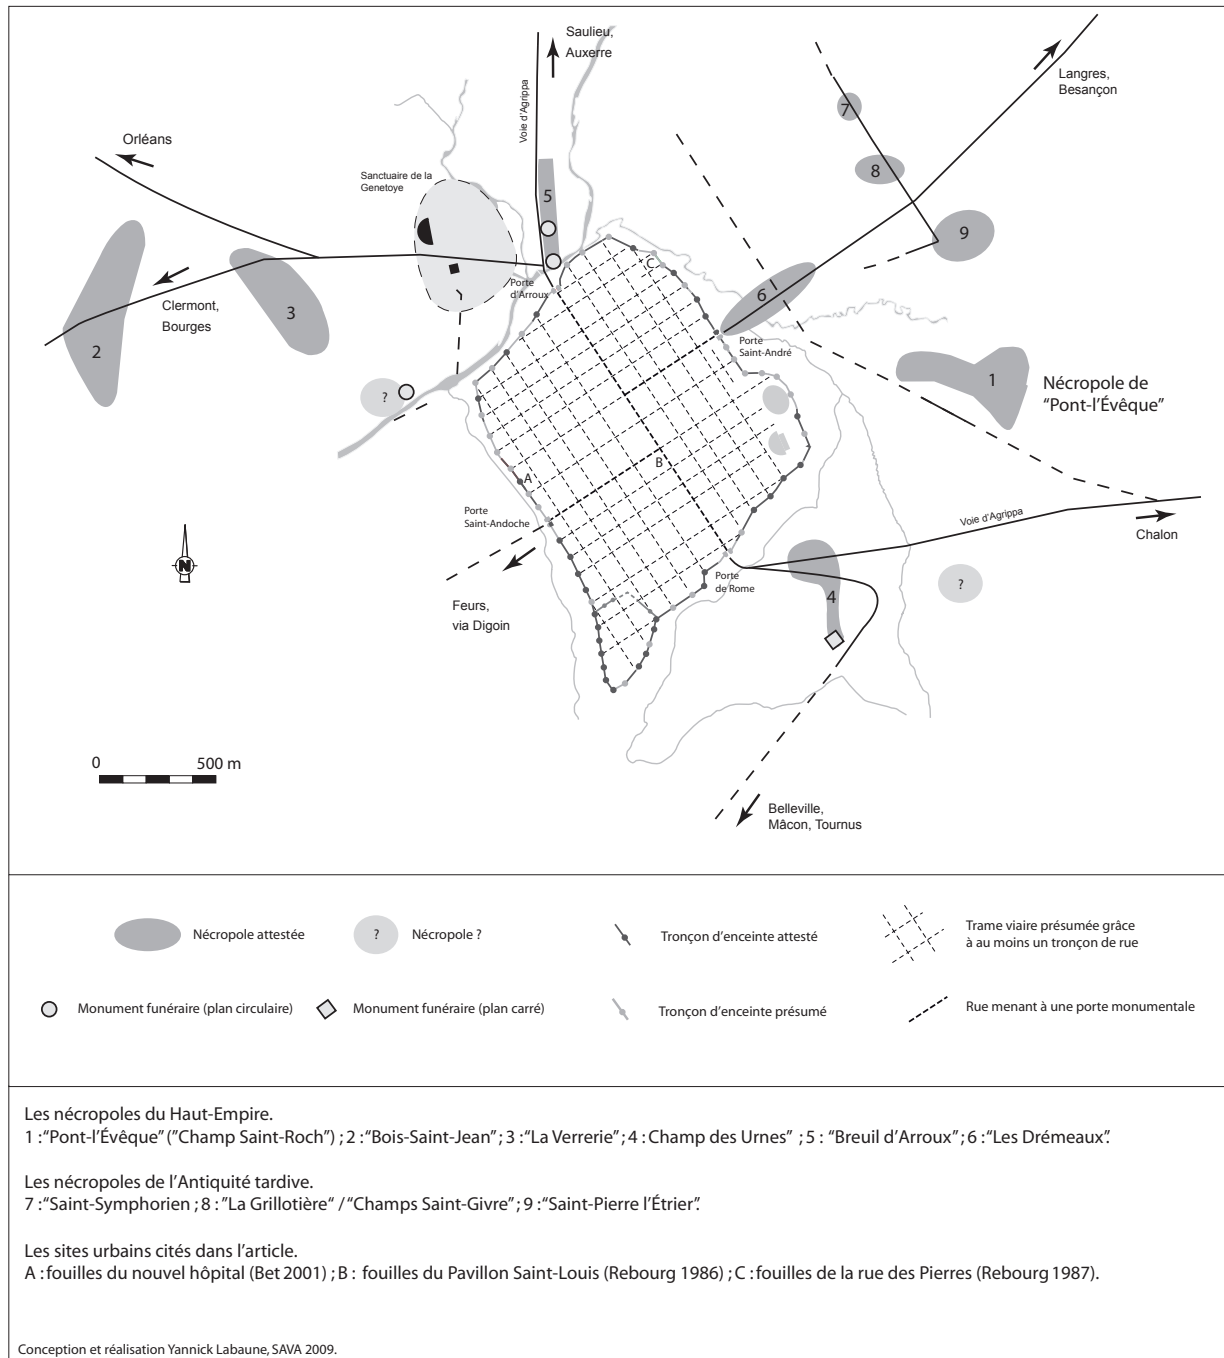 Saulieu,
Auxerre
Voie d'Agrippa
Langres,
Besançon
Orléans
Sanctuaire de la
Genetoye
7
8
5
9
C
6
Porte
d'Arroux
Clermont,
Bourges
3
2
Porte
Saint-André
1
Nécropole de
“Pont-l'Évêque”
?
B
A
Porte
Saint-Andoche
Voie d'Agrippa
Chalon
N
Porte
de Rome
?
4
Feurs,
via Digoin
0 500 m
Belleville,
Mâcon, Tournus
Nécropole attestée
? Nécropole ?
Tronçon d'enceinte attesté
Trame viaire présumée grâce
à au moins un tronçon de rue
Monument funéraire (plan circulaire)
Monument funéraire (plan carré)
Tronçon d'enceinte présumé
Rue menant à une porte monumentale
Les nécropoles du Haut-Empire.
1 :“Pont-l'Évêque” (”Champ Saint-Roch”) ; 2 :“Bois-Saint-Jean”; 3 :“La Verrerie”; 4 : Champ des Urnes” ; 5 : “Breuil d'Arroux”; 6 :“Les Drémeaux”.
Les nécropoles de l'Antiquité tardive.
7 :“Saint-Symphorien ; 8 : ”La Grillotière“ / “Champs Saint-Givre”; 9 :“Saint-Pierre l'Étrier”.
Les sites urbains cités dans l'article.
A : fouilles du nouvel hôpital (Bet 2001) ; B : fouilles du Pavillon Saint-Louis (Rebourg 1986) ; C : fouilles de la rue des Pierres (Rebourg 1987).
Conception et réalisation Yannick Labaune, SAVA 2009.